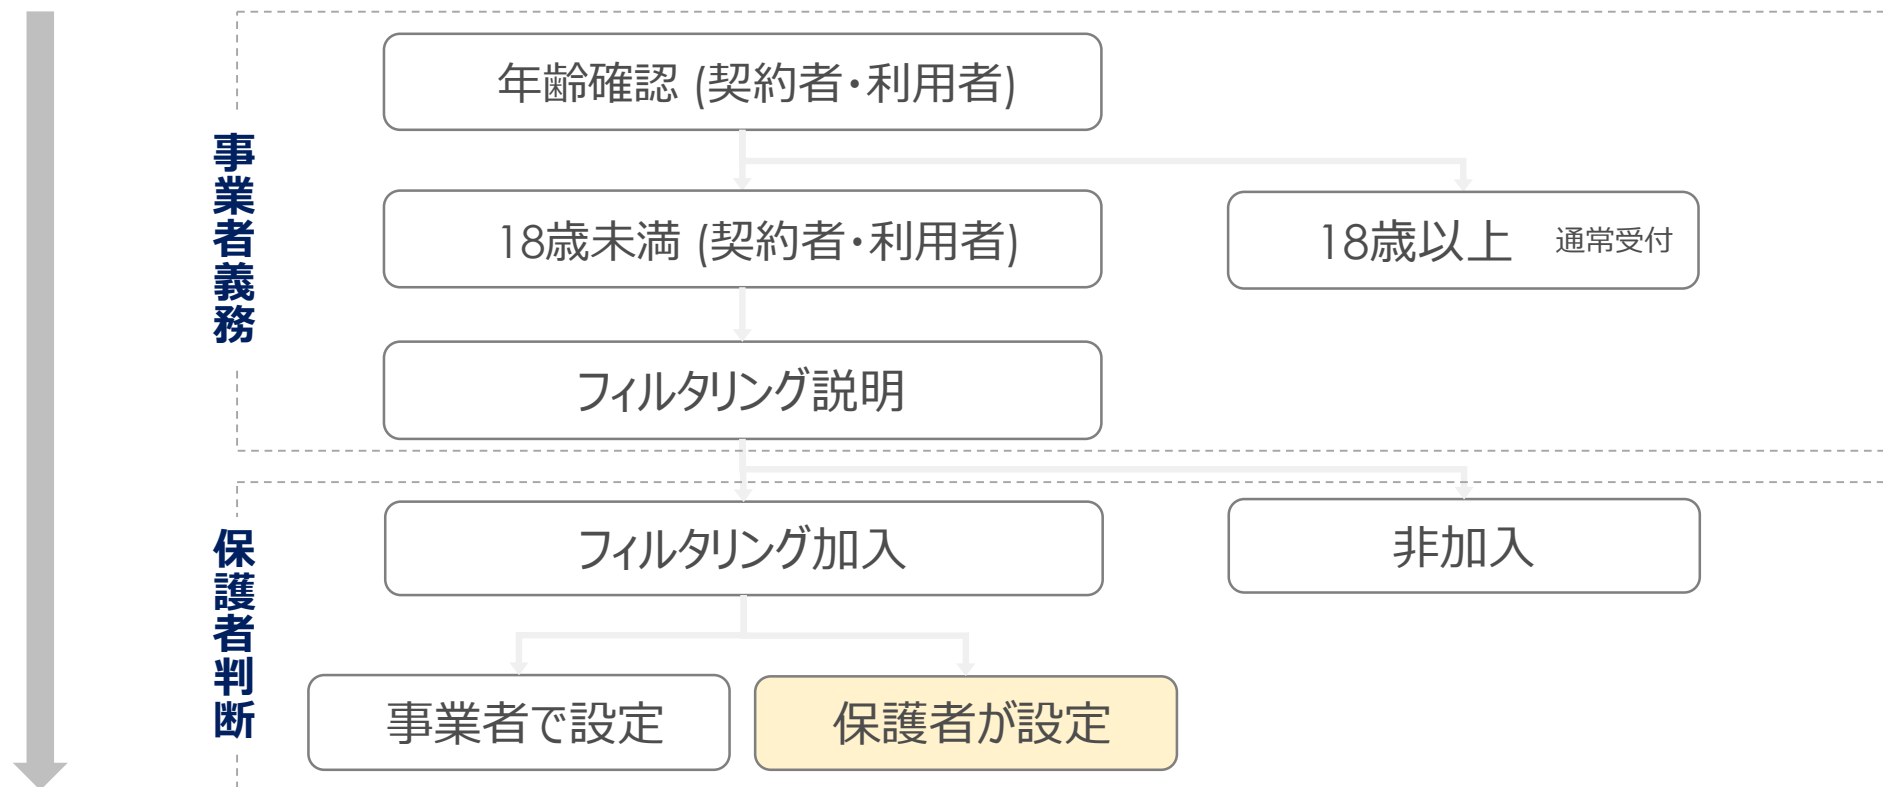 事業者義務
年齢確認 (契約者・利用者)
18歳未満 (契約者・利用者)
18歳以上 通常受付
フィルタリング説明
保護者判断
フィルタリング加入
非加入
事業者で設定
保護者が設定